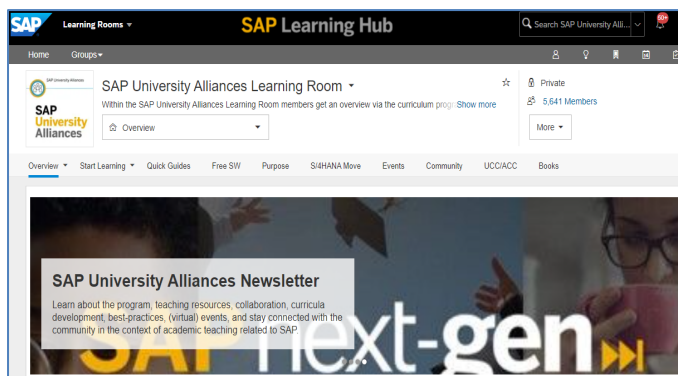 SAP Learning Rooms SAP Learning Hub Search SAP University Alli... 50+
Home Groups
SAP University Alliances
SAP University Alliances Learning Room
Private
Within the SAP University Alliances Learning Room members get an overview via the curriculum progr Show more
5,641 Members
SAP
University
Alliances
Overview
More
Overview Start Learning Quick Guides Free SW Purpose S/4HANA Move Events Community UCC/ACC Books
SAP University Alliances Newsletter
Learn about the program, teaching resources, collaboration, curricula
development, best-practices, (virtual) events, and stay connected with the
community in the context of academic teaching related to SAP.
SAP next-gen